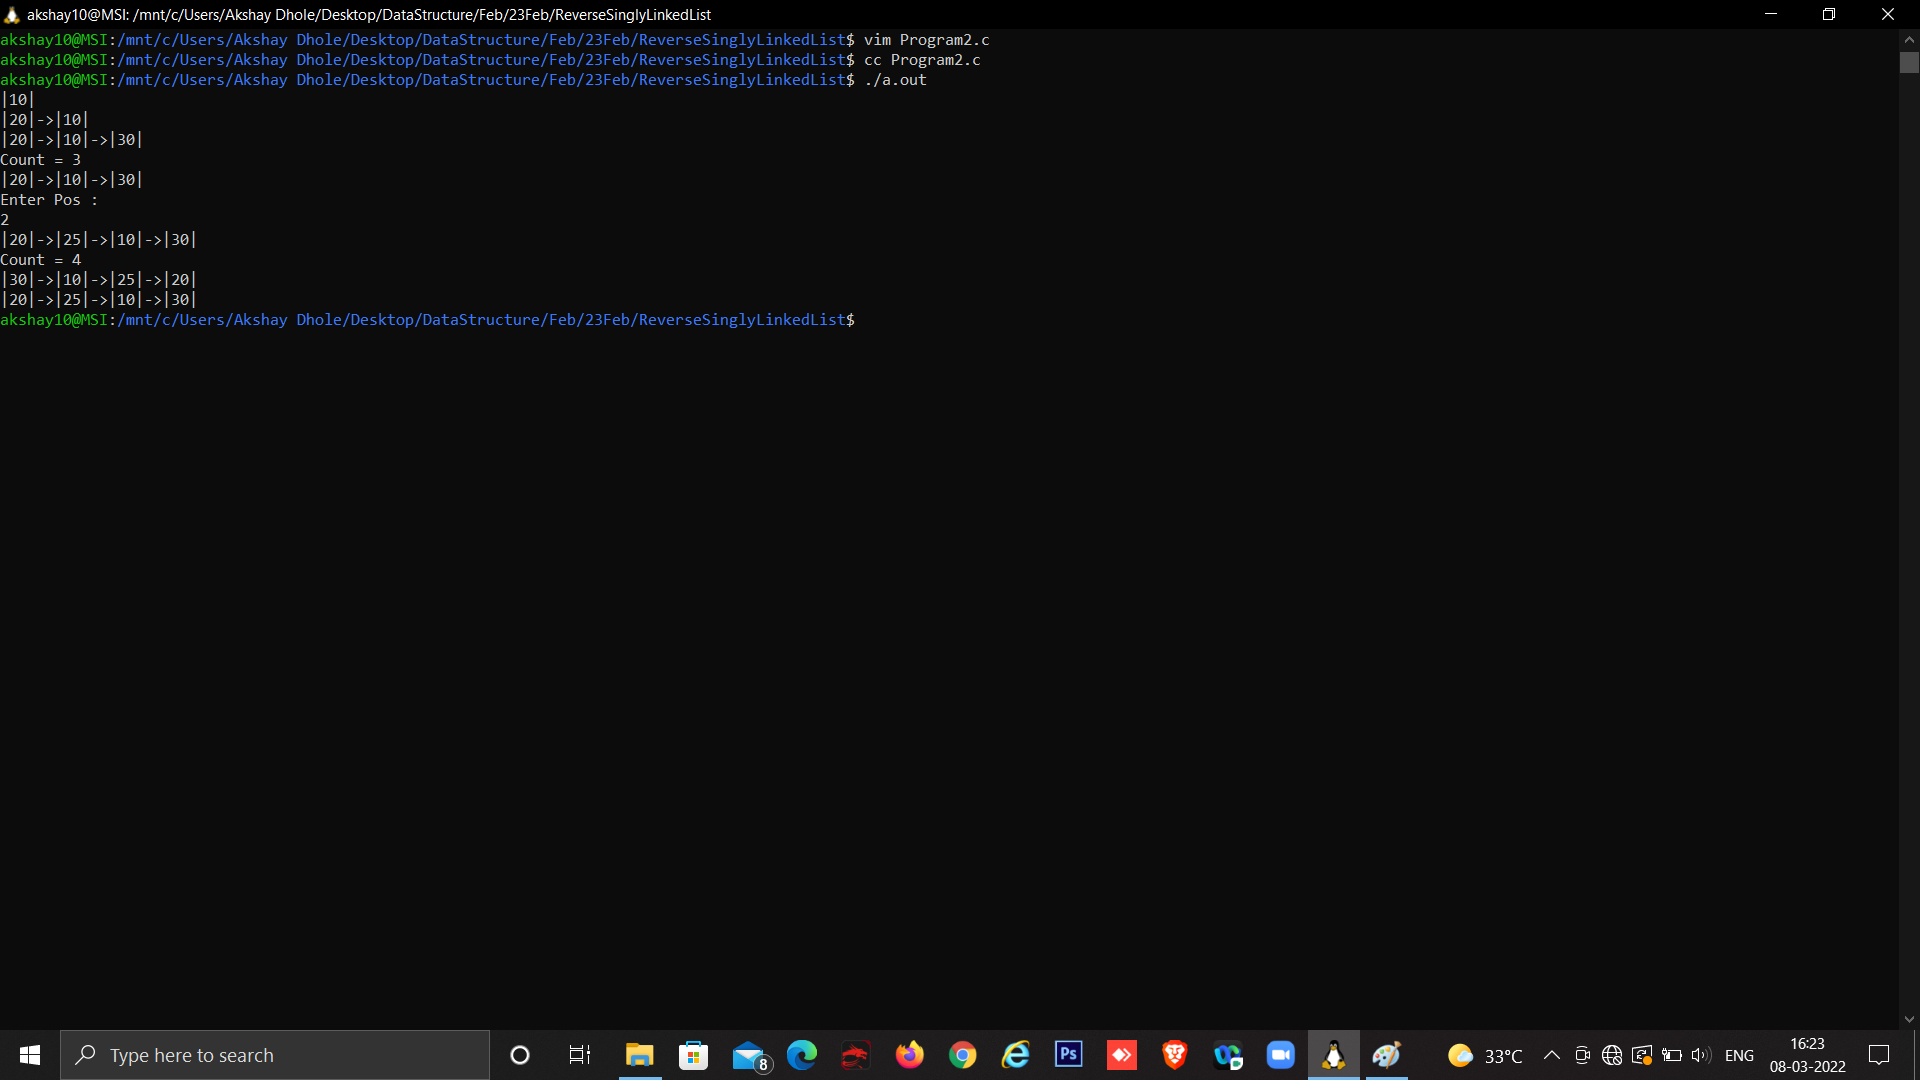 akshay10@MSI: /mnt/c/Users/Akshay Dhole/Desktop/DataStructure/Feb/23Feb/ReverseSinglyLinkedList
akshay10@MSI:/mnt/c/Users/Akshay Dhole/Desktop/DataStructure/Feb/23Feb/ReverseSinglyLinkedList$ vim Program2.c
akshay10@MSI:/mnt/c/Users/Akshay Dhole/Desktop/DataStructure/Feb/23Feb/ReverseSinglyLinkedList$ cc Program2.c
akshay10@MSI:/mnt/c/Users/Akshay Dhole/Desktop/DataStructure/Feb/23Feb/ReverseSinglyLinkedList$ ./a.out
|10|
|20|->|10|
|20|->|10|->|30|
Count = 3
|20|->|10|->|30|
Enter Pos :
2
|20|->|25|->|10|->|30|
Count = 4
|30|->|10|->|25|->|20|
|20|->|25|->|10|->|30|
akshay10@MSI:/mnt/c/Users/Akshay Dhole/Desktop/DataStructure/Feb/23Feb/ReverseSinglyLinkedList$
Type here to search
8
Ps
33°C
ENG
16:23
08-03-2022